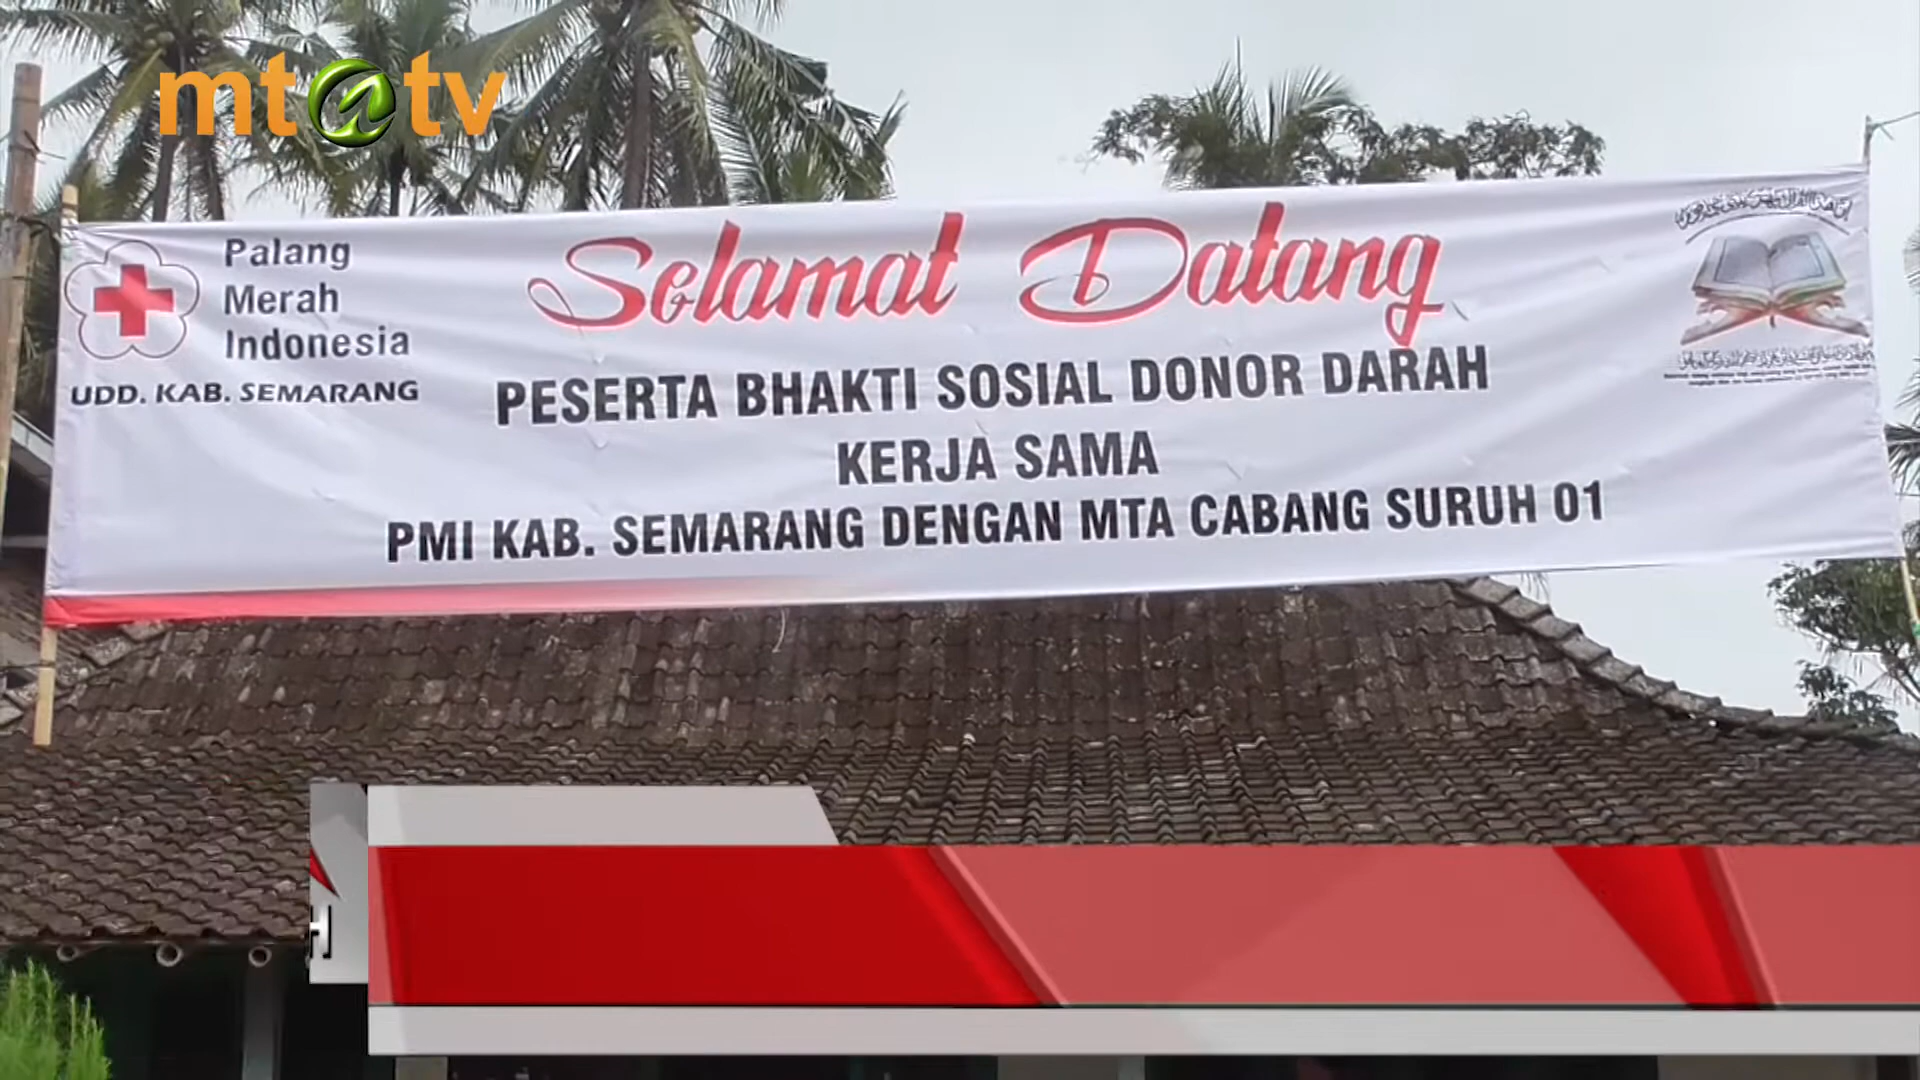 mt@tv
Palang
Merah
Indonesia
UDD. KAB. SEMARANG
Selamat Datang
PESERTA BHAKTI SOSIAL DONOR DARAH
KERJA SAMA
PMI KAB. SEMARANG DENGAN MTA CABANG SURUH 01
H